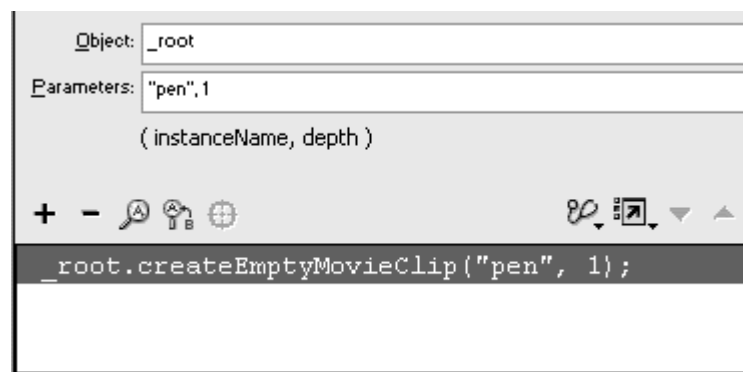 Object: _root
Parameters: "pen",1
( instanceName, depth )
_root.createEmptyMovieClip("pen", 1);